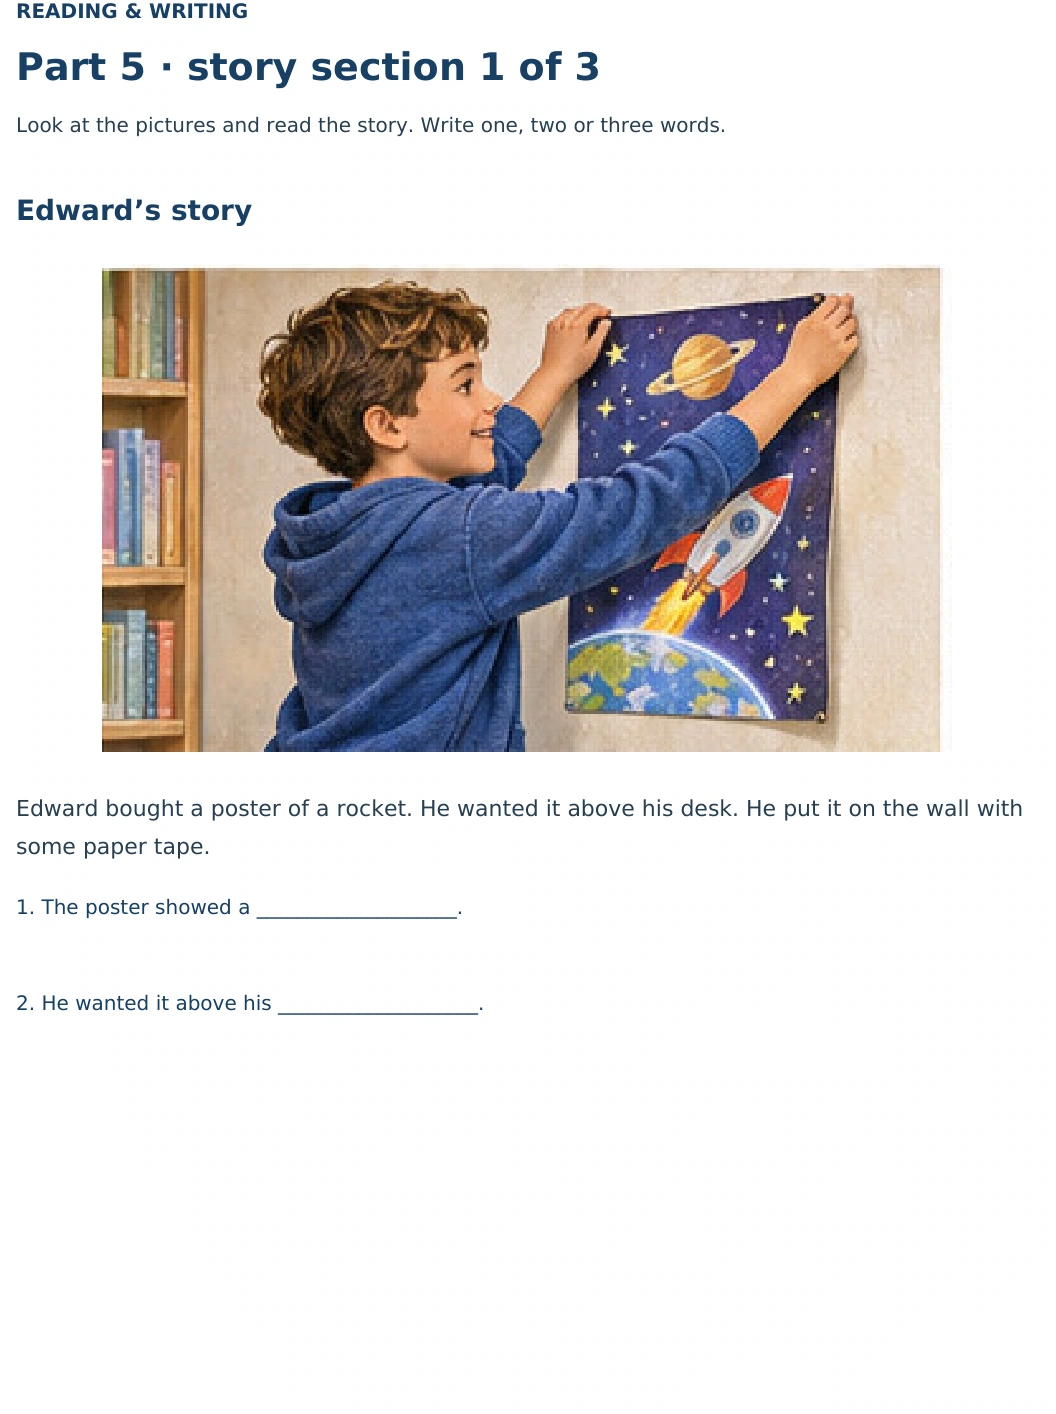 READING & WRITING
Part 5 · story section 1 of 3
Look at the pictures and read the story. Write one, two or three words.
Edward’s story
Edward bought a poster of a rocket. He wanted it above his desk. He put it on the wall with
some paper tape.
1. The poster showed a ____________________.
2. He wanted it above his ____________________.